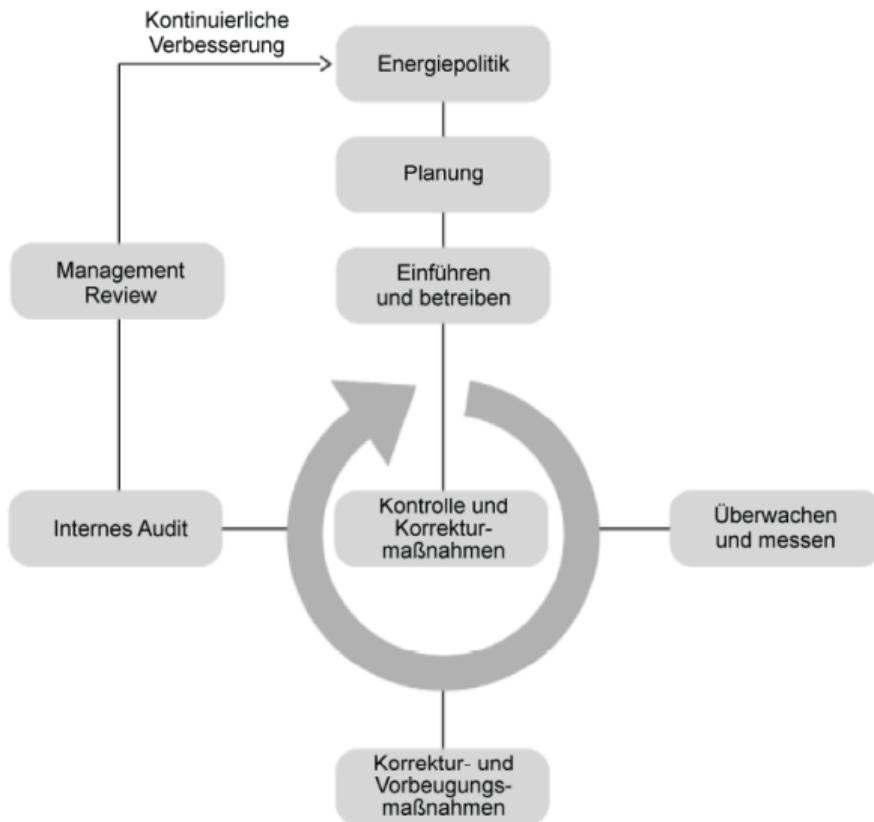 Kontinuierliche
Verbesserung
Energiepolitik
Planung
Management
Review
Einführen
und betreiben
Internes Audit
Kontrolle und
Korrektur-
maßnahmen
Überwachen
und messen
Korrektur- und
Vorbeugungs-
maßnahmen